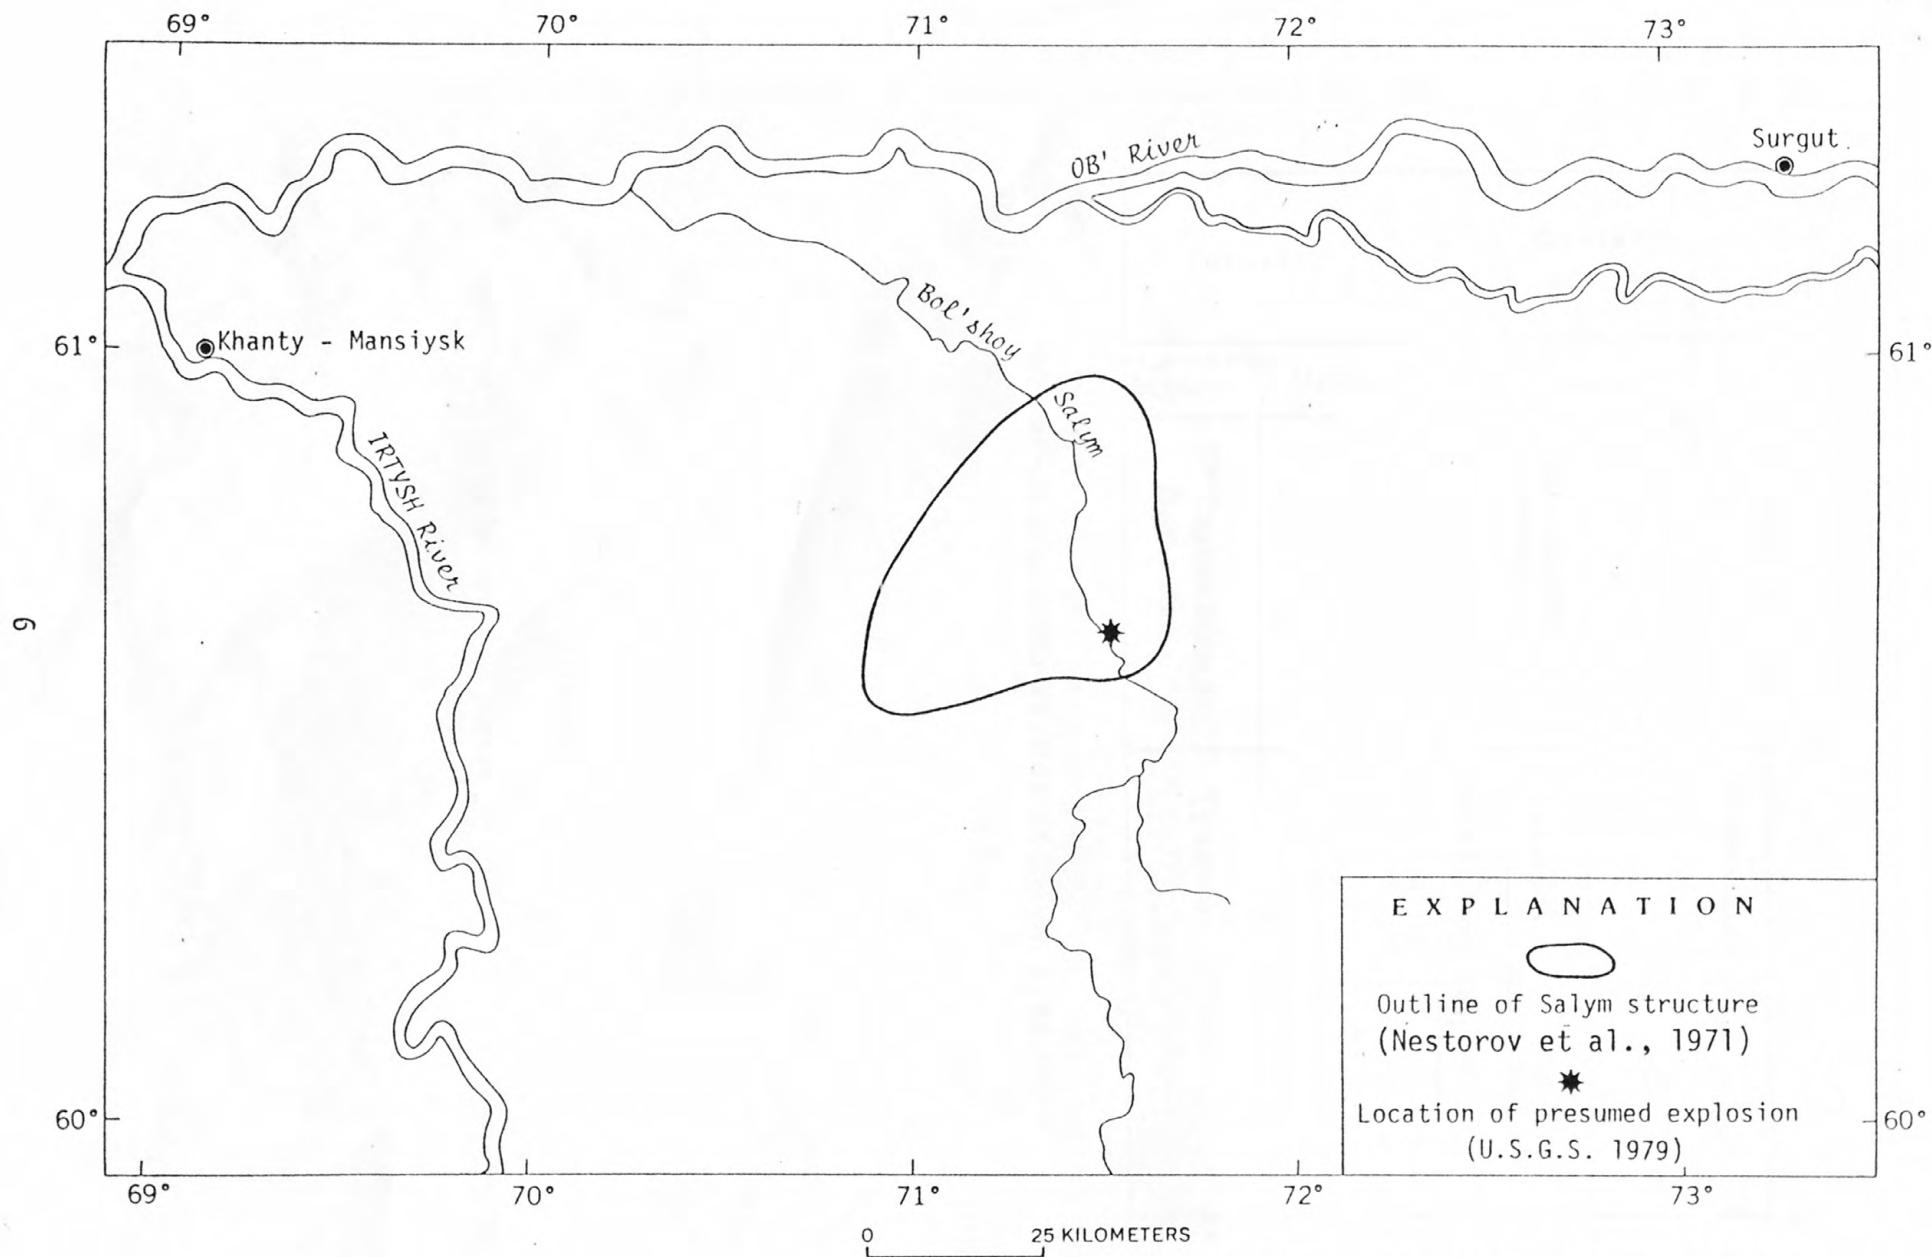 69° 70° 71° 72° 73°
Surgut
OB' River
Bol'shoy
61° 61°
Khanty - Mansiysk
Salym
IRTYSH River
6
EXPLANATION
Outline of Salym structure
(Nestorov et al., 1971)
Location of presumed explosion
(U.S.G.S. 1979)
60° 60°
69° 70° 71° 72° 73°
0 25 KILOMETERS